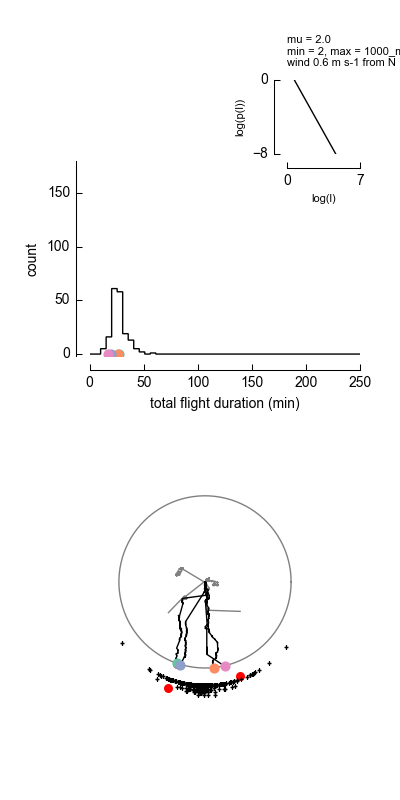 mu = 2.0
min = 2, max = 1000_m
wind 0.6 m s-1 from N
0
−8
log(p(l))
0
7
log(l)
150
100
50
0
count
0
50
100
150
200
250
total flight duration (min)